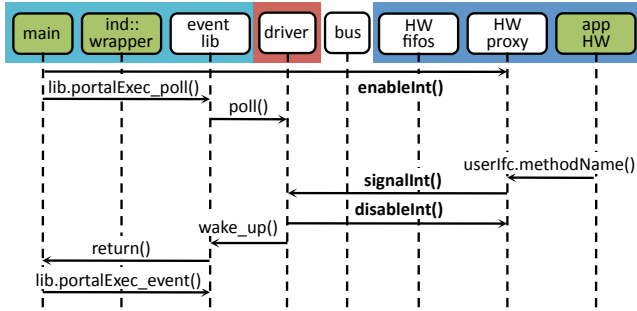 main
ind::
wrapper
event
lib
driver
bus
HW
fifos
HW
proxy
app
HW
enableInt()
lib.portalExec_poll()
poll()
userIfc.methodName()
signalInt()
disableInt()
wake_up()
return()
lib.portalExec_event()